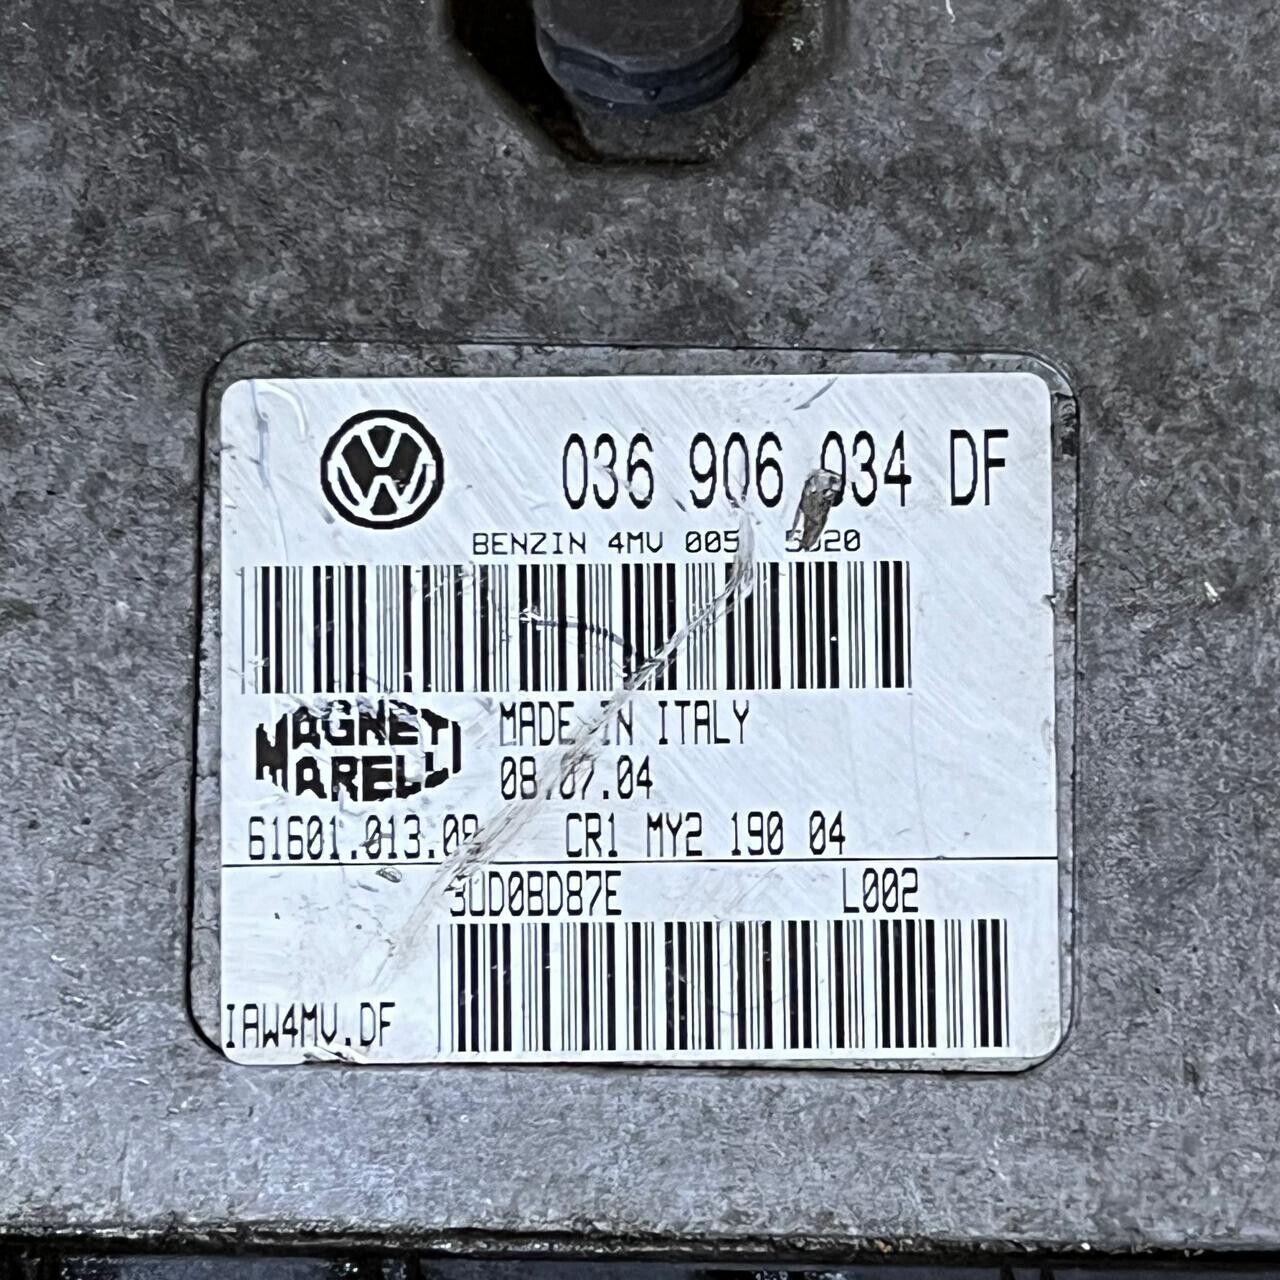 036 906 034 DF
BENZIN 4MV 005
MAGNETI MARELLI
MADE IN ITALY
08.07.04
61601.013.09 CR1 MY2 190 04
L002
IAW4MV.DF